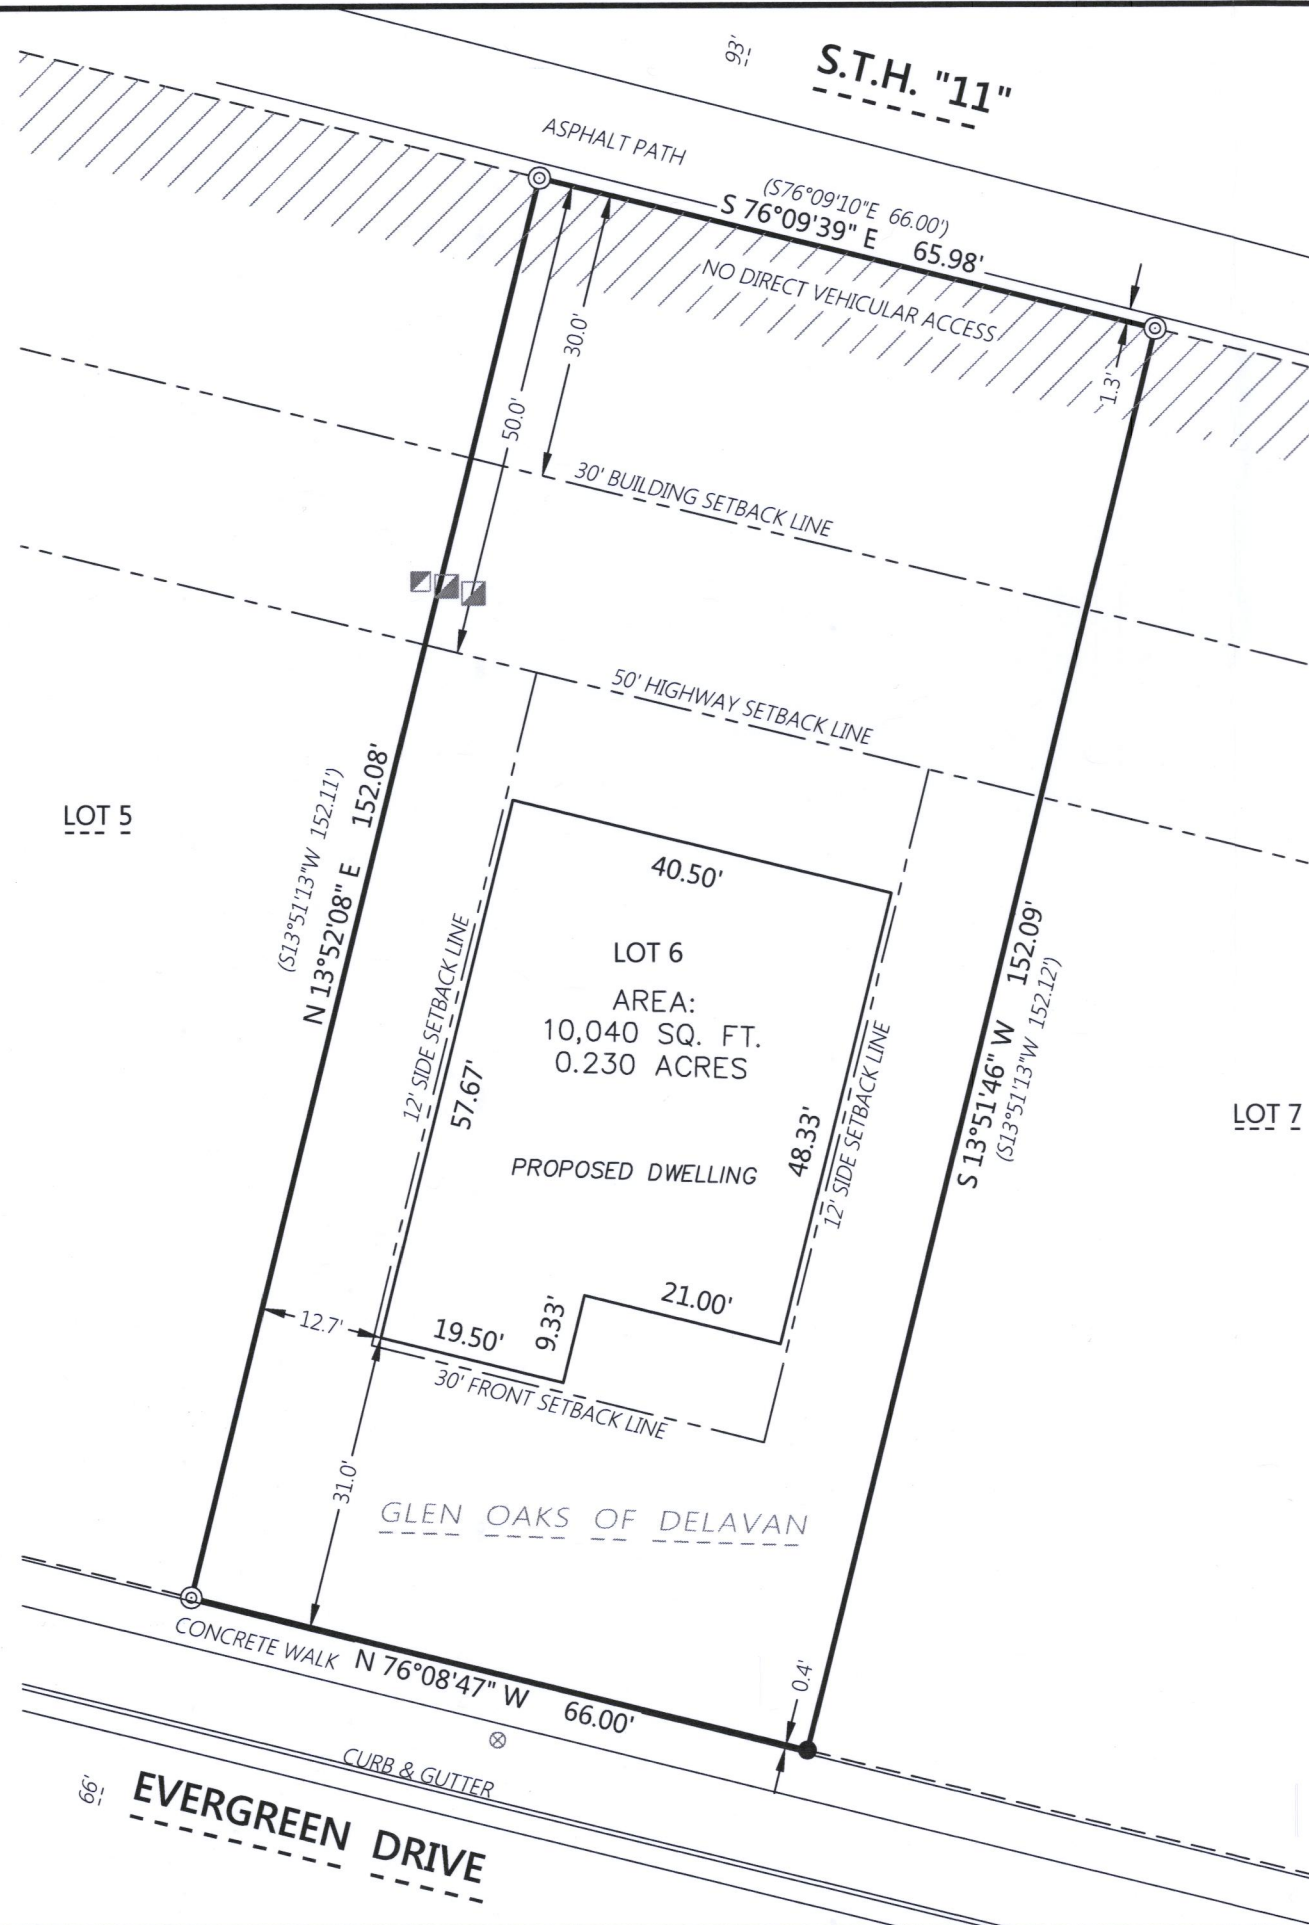 93'
S.T.H. "11"
ASPHALT PATH
(S76°09'10"E 66.00')
S 76°09'39" E 65.98'
NO DIRECT VEHICULAR ACCESS
1.3'
30.0'
50.0'
30' BUILDING SETBACK LINE
50' HIGHWAY SETBACK LINE
LOT 5
(S13°51'13"W 152.11')
N 13°52'08" E 152.08'
40.50'
LOT 6
AREA:
10,040 SQ. FT.
0.230 ACRES
12' SIDE SETBACK LINE
57.67'
PROPOSED DWELLING
48.33'
12' SIDE SETBACK LINE
S 13°51'46" W 152.09'
(S13°51'13"W 152.12')
LOT 7
12.7'
19.50'
9.33'
21.00'
30' FRONT SETBACK LINE
31.0'
GLEN OAKS OF DELAVAN
CONCRETE WALK
N 76°08'47" W 66.00'
0.4'
CURB & GUTTER
66'
EVERGREEN DRIVE